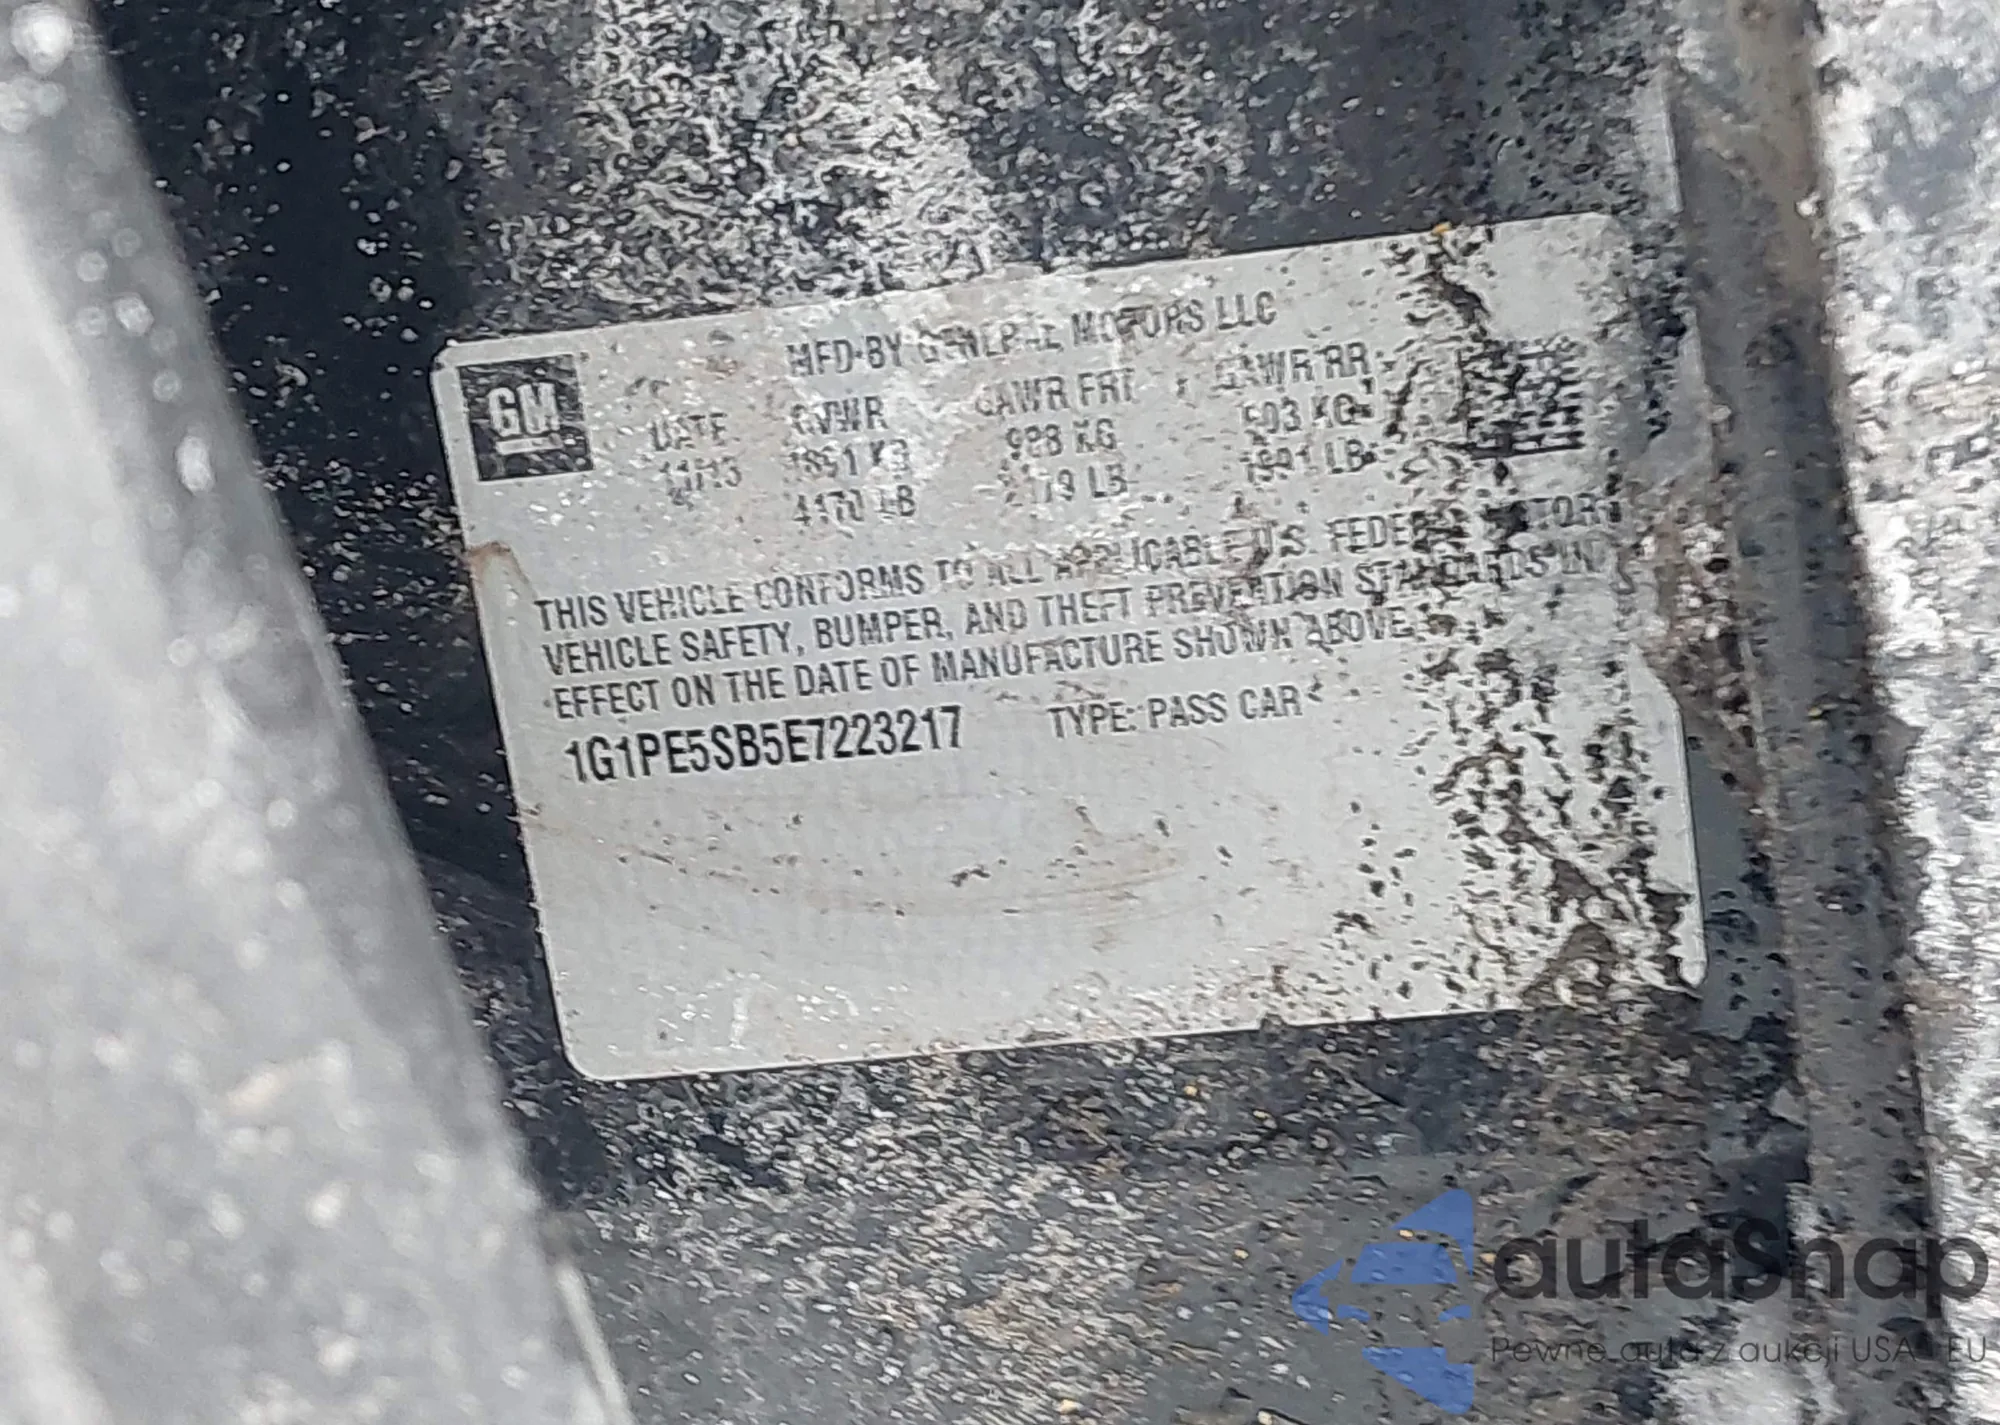 GM
MFD BY GENERAL MOTORS LLC
DATE GVWR GAWR FRT GAWR RR
11/13 1891 KG 988 KG 903 KG
4170 LB 2179 LB 1991 LB
THIS VEHICLE CONFORMS TO ALL APPLICABLE U.S. FEDERAL MOTOR
VEHICLE SAFETY, BUMPER, AND THEFT PREVENTION STANDARDS IN
EFFECT ON THE DATE OF MANUFACTURE SHOWN ABOVE.
1G1PE5SB5E7223217 TYPE: PASS CAR
autaSnap
Pewne auta z aukcji USA i EU